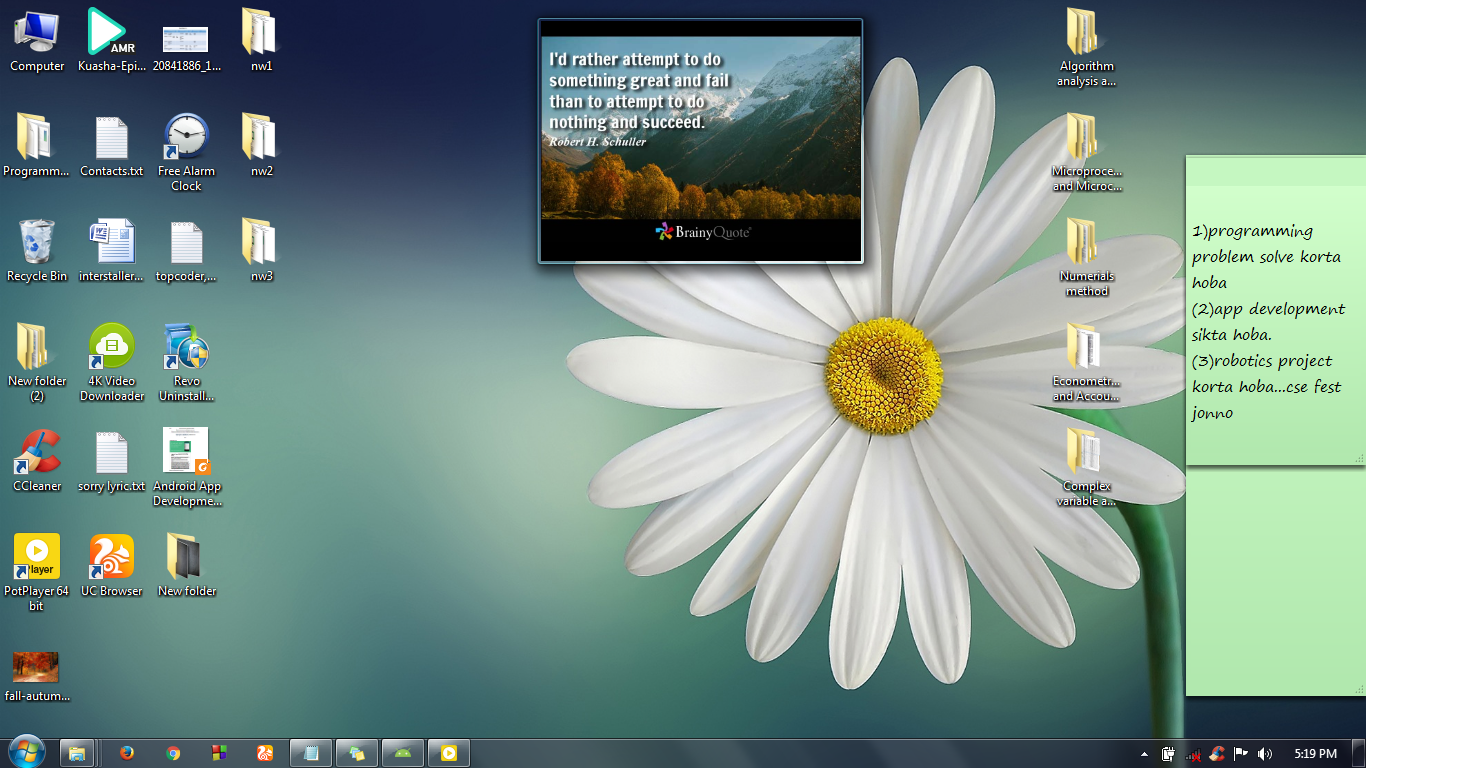 Computer
Kuasha-Epi...
AMR
20841886_1...
nw1
Programm...
Contacts.txt
Free Alarm
Clock
nw2
Recycle Bin
interstaller...
topcoder,...
nw3
New folder
(2)
4K Video
Downloader
Revo
Uninstall...
CCleaner
sorry lyric.txt
Android App
Developme...
Player
PotPlayer 64
bit
UC Browser
New folder
fall-autum...
I'd rather attempt to do
something great and fail
than to attempt to do
nothing and succeed.
Robert H. Schuller
BrainyQuote®
Algorithm
analysis a...
Microproce...
and Microc...
Numerials
method
Econometr...
and Accou...
Complex
variable a...
1)programming
problem solve korta
hoba
(2)app development
sikta hoba.
(3)robotics project
korta hoba...cse fest
jonno
5:19 PM